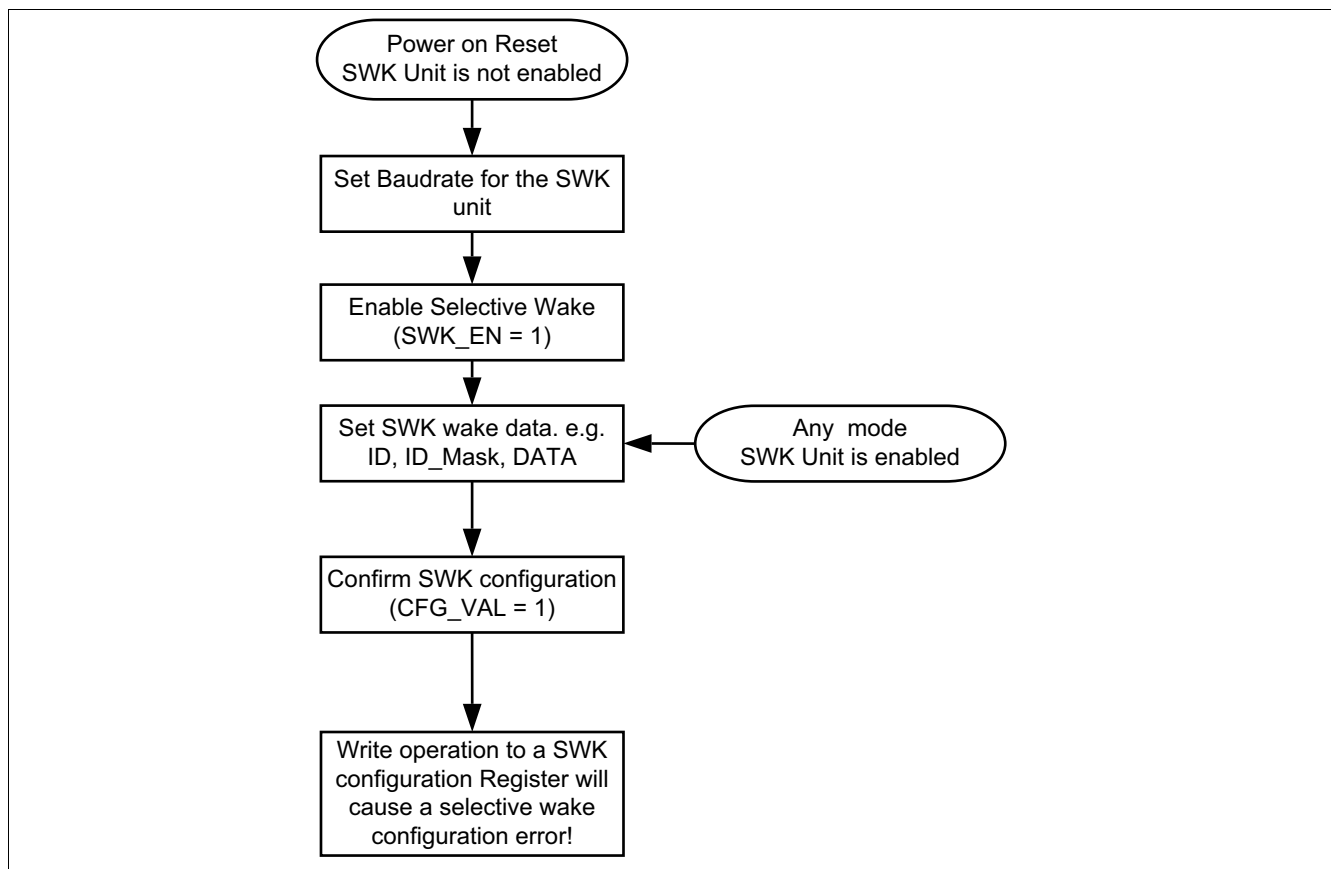 Power on Reset
SWK Unit is not enabled
Set Baudrate for the SWK
unit
Enable Selective Wake
(SWK_EN = 1)
Set SWK wake data. e.g.
ID, ID_Mask, DATA
Any mode
SWK Unit is enabled
Confirm SWK configuration
(CFG_VAL = 1)
Write operation to a SWK
configuration Register will
cause a selective wake
configuration error!